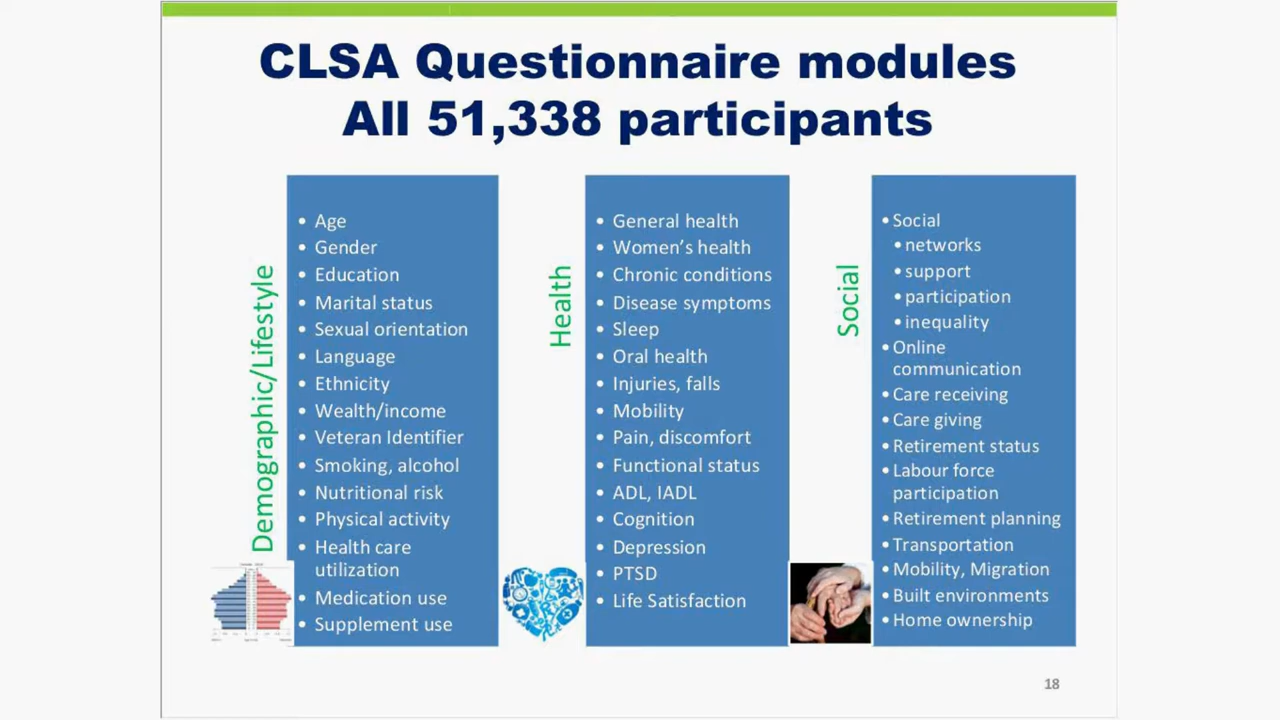 CLSA Questionnaire modules
All 51,338 participants
Demographic/Lifestyle
• Age
• Gender
• Education
• Marital status
• Sexual orientation
• Language
• Ethnicity
• Wealth/income
• Veteran Identifier
• Smoking, alcohol
• Nutritional risk
• Physical activity
• Health care
utilization
• Medication use
• Supplement use
Health
• General health
• Women’s health
• Chronic conditions
• Disease symptoms
• Sleep
• Oral health
• Injuries, falls
• Mobility
• Pain, discomfort
• Functional status
• ADL, IADL
• Cognition
• Depression
• PTSD
• Life Satisfaction
Social
• Social
• networks
• support
• participation
• inequality
• Online
communication
• Care receiving
• Care giving
• Retirement status
• Labour force
participation
• Retirement planning
• Transportation
• Mobility, Migration
• Built environments
• Home ownership
18